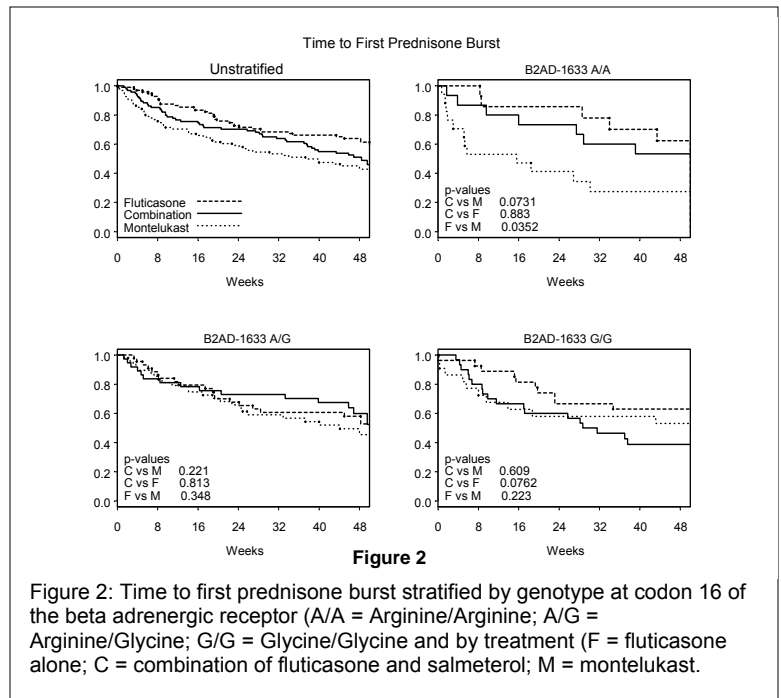 Time to First Prednisone Burst
Unstratified
1.0
0.8
0.6
0.4
0.2
0.0
Fluticasone
Combination
Montelukast
0 8 16 24 32 40 48
Weeks
B2AD-1633 A/A
1.0
0.8
0.6
0.4
0.2
0.0
p-values
C vs M 0.0731
C vs F 0.883
F vs M 0.0352
0 8 16 24 32 40 48
Weeks
B2AD-1633 A/G
1.0
0.8
0.6
0.4
0.2
0.0
p-values
C vs M 0.221
C vs F 0.813
F vs M 0.348
0 8 16 24 32 40 48
Weeks
B2AD-1633 G/G
1.0
0.8
0.6
0.4
0.2
0.0
p-values
C vs M 0.609
C vs F 0.0762
F vs M 0.223
0 8 16 24 32 40 48
Weeks
Figure 2
Figure 2: Time to first prednisone burst stratified by genotype at codon 16 of
the beta adrenergic receptor (A/A = Arginine/Arginine; A/G =
Arginine/Glycine; G/G = Glycine/Glycine and by treatment (F = fluticasone
alone; C = combination of fluticasone and salmeterol; M = montelukast.